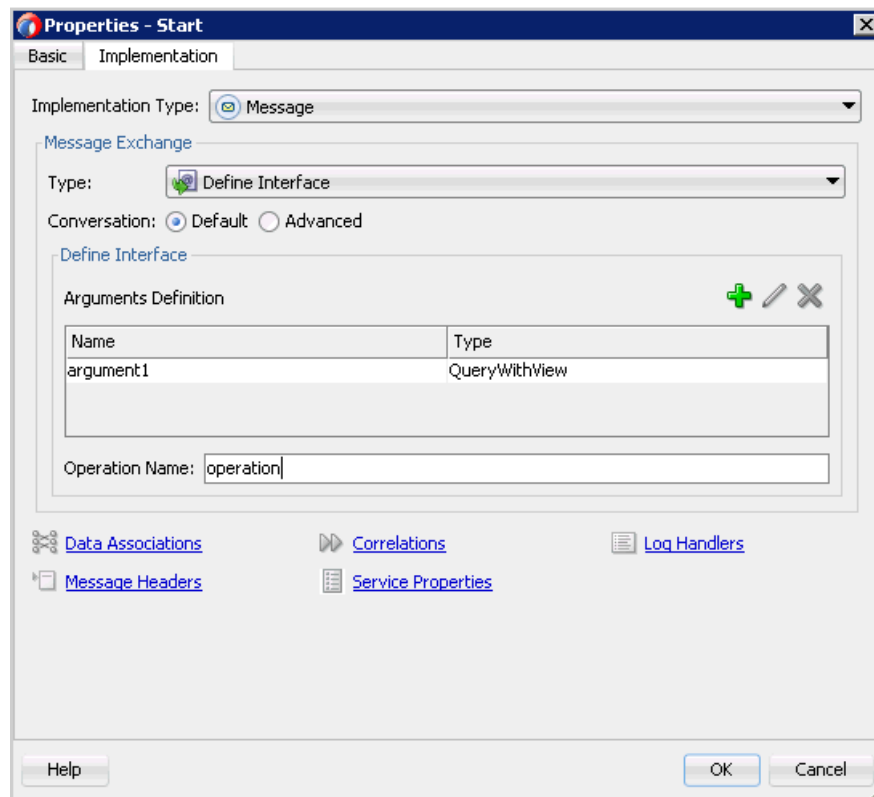 Properties - Start
Basic Implementation
Implementation Type: Message
Message Exchange
Type: Define Interface
Conversation: Default Advanced
Define Interface
Arguments Definition
Name Type
argument1 QueryWithView
Operation Name: operation
Data Associations Correlations Log Handlers
Message Headers Service Properties
Help OK Cancel